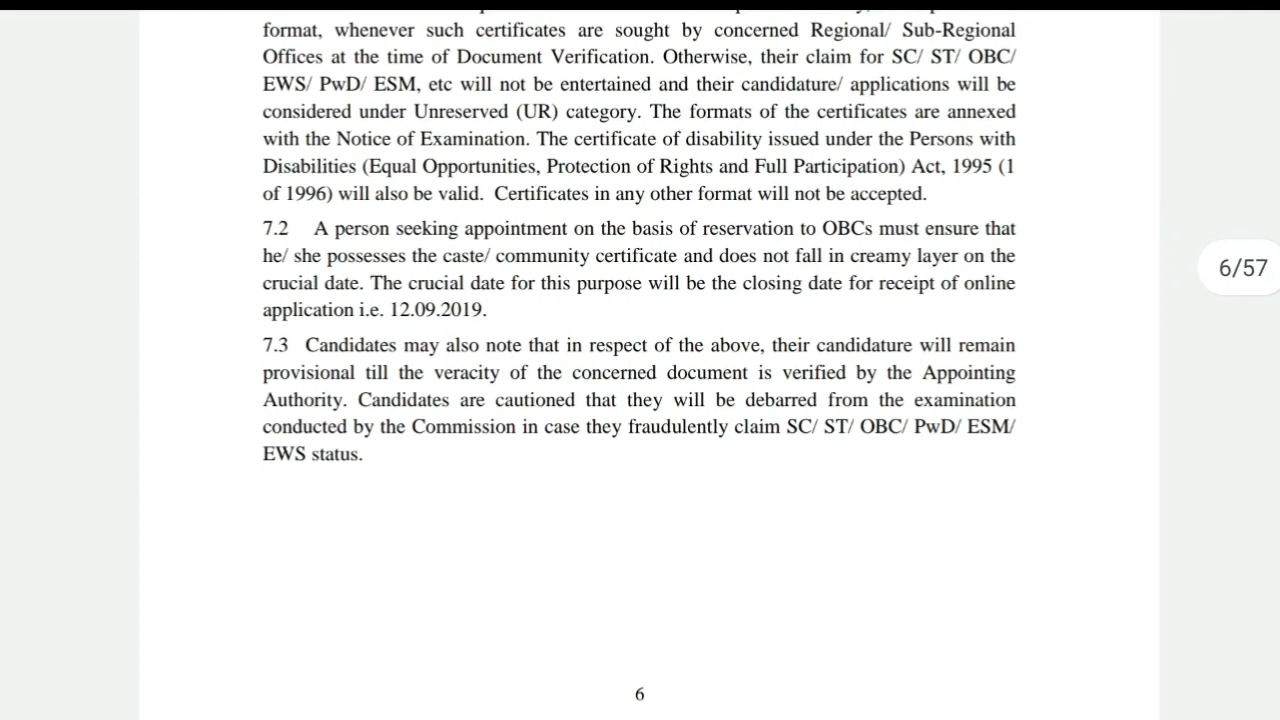 format, whenever such certificates are sought by concerned Regional/ Sub-Regional
Offices at the time of Document Verification. Otherwise, their claim for SC/ ST/ OBC/
EWS/ PwD/ ESM, etc will not be entertained and their candidature/ applications will be
considered under Unreserved (UR) category. The formats of the certificates are annexed
with the Notice of Examination. The certificate of disability issued under the Persons with
Disabilities (Equal Opportunities, Protection of Rights and Full Participation) Act, 1995 (1
of 1996) will also be valid.  Certificates in any other format will not be accepted.
7.2 A person seeking appointment on the basis of reservation to OBCs must ensure that
he/ she possesses the caste/ community certificate and does not fall in creamy layer on the
crucial date. The crucial date for this purpose will be the closing date for receipt of online
application i.e. 12.09.2019.
7.3 Candidates may also note that in respect of the above, their candidature will remain
provisional till the veracity of the concerned document is verified by the Appointing
Authority. Candidates are cautioned that they will be debarred from the examination
conducted by the Commission in case they fraudulently claim SC/ ST/ OBC/ PwD/ ESM/
EWS status.
6/57
6